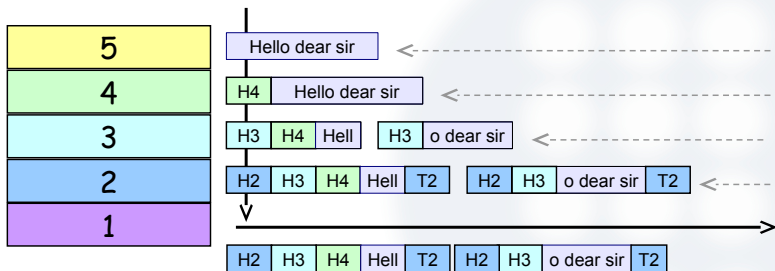 5 Hello dear sir
4 H4 Hello dear sir
3 H3 H4 Hell H3 o dear sir
2 H2 H3 H4 Hell T2 H2 H3 o dear sir T2
1
H2 H3 H4 Hell T2 H2 H3 o dear sir T2